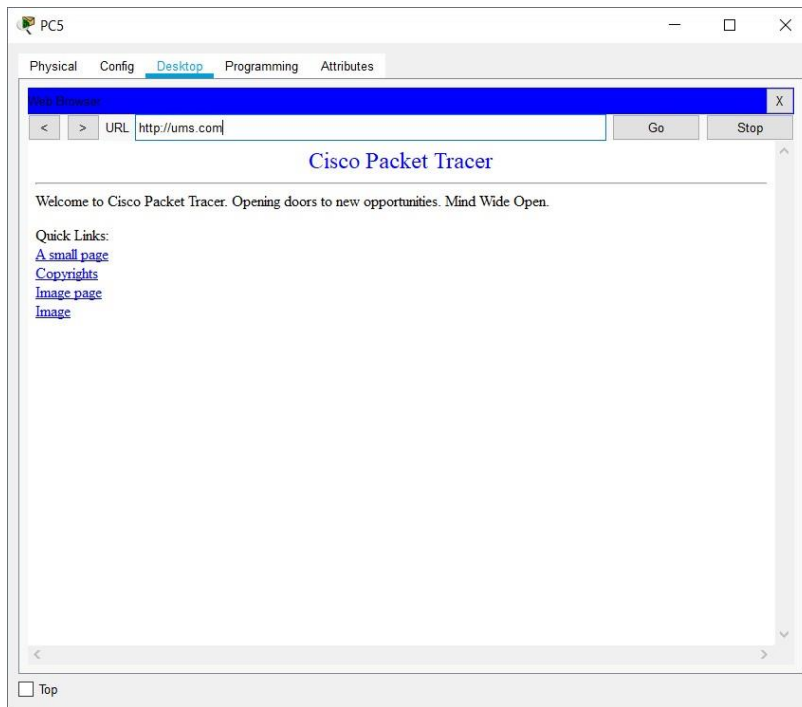 PC5
Physical Config Desktop Programming Attributes
Web Browser X
< > URL http://ums.com Go Stop
Cisco Packet Tracer
Welcome to Cisco Packet Tracer. Opening doors to new opportunities. Mind Wide Open.
Quick Links:
A small page
Copyrights
Image page
Image
Top